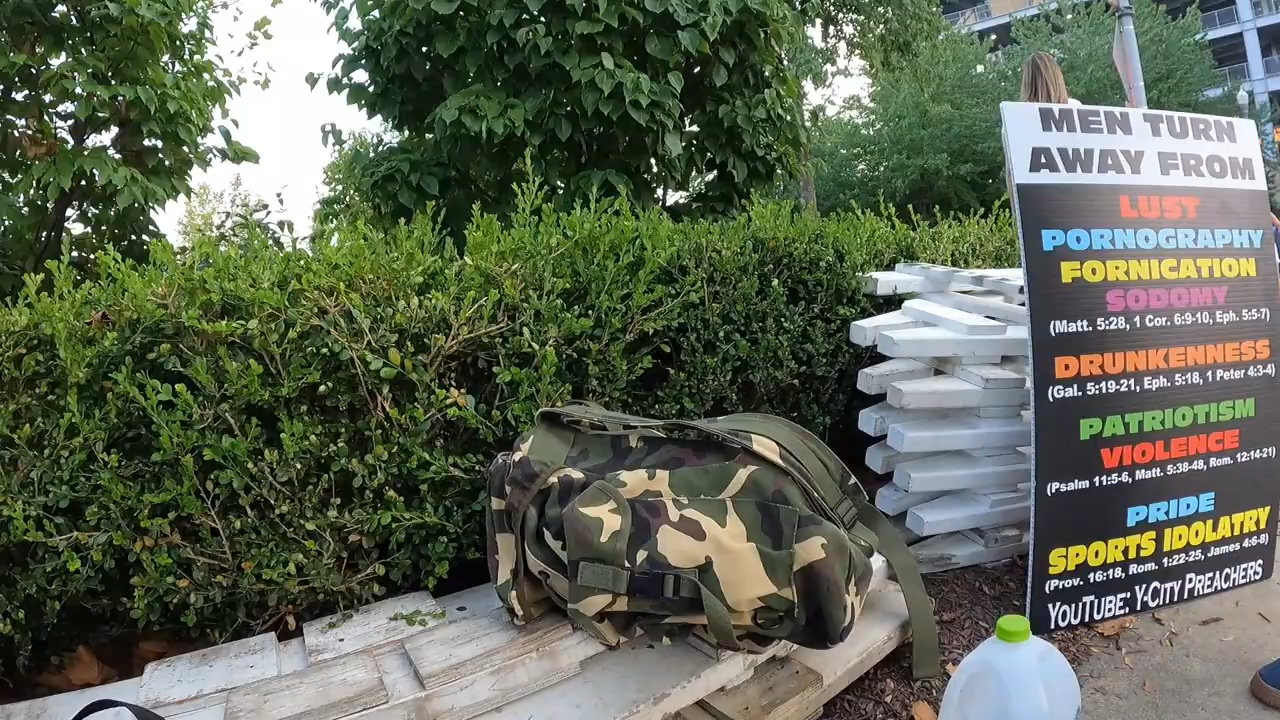 MEN TURN
AWAY FROM
LUST
PORNOGRAPHY
FORNICATION
SODOMY
(Matt. 5:28, 1 Cor. 6:9-10, Eph. 5:5-7)
DRUNKENNESS
(Gal. 5:19-21, Eph. 5:18, 1 Peter 4:3-4)
PATRIOTISM
VIOLENCE
(Psalm 11:5-6, Matt. 5:38-48, Rom. 12:14-21)
PRIDE
SPORTS IDOLATRY
(Prov. 16:18, Rom. 1:22-25, James 4:6-8)
YOUTUBE: Y-CITY PREACHERS